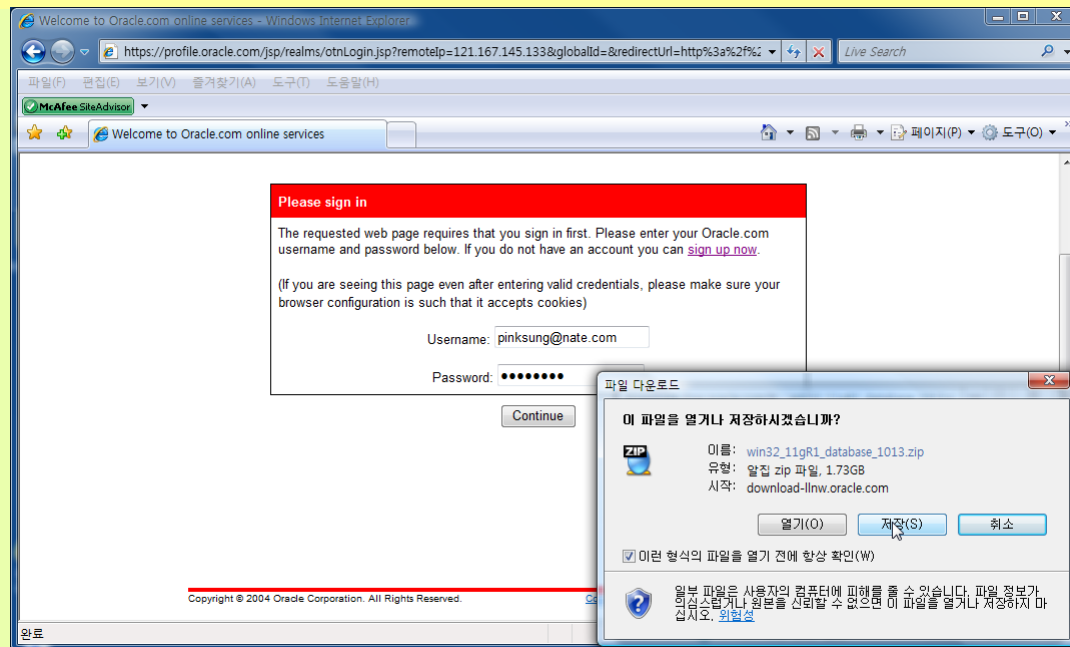 Welcome to Oracle.com online services - Windows Internet Explorer
https://profile.oracle.com/jsp/realms/otnLogin.jsp?remoteIp=121.167.145.133&globalId=&redirectUrl=http%3a%2f%2
Live Search
파일(F) 편집(E) 보기(V) 즐겨찾기(A) 도구(T) 도움말(H)
McAfee SiteAdvisor
Welcome to Oracle.com online services
페이지(P) 도구(O)
Please sign in
The requested web page requires that you sign in first. Please enter your Oracle.com
username and password below. If you do not have an account you can sign up now.
(If you are seeing this page even after entering valid credentials, please make sure your
browser configuration is such that it accepts cookies)
Username: pinksung@nate.com
Password: ●●●●●●●●
Continue
파일 다운로드
이 파일을 열거나 저장하시겠습니까?
ZIP
이름: win32_11gR1_database_1013.zip
유형: 알집 zip 파일, 1.73GB
시작: download-llnw.oracle.com
열기(O) 저장(S) 취소
이런 형식의 파일을 열기 전에 항상 확인(W)
일부 파일은 사용자의 컴퓨터에 피해를 줄 수 있습니다. 파일 정보가
의심스럽거나 원본을 신뢰할 수 없으면 이 파일을 열거나 저장하지 마
십시오. 위험성
Copyright © 2004 Oracle Corporation. All Rights Reserved.
완료